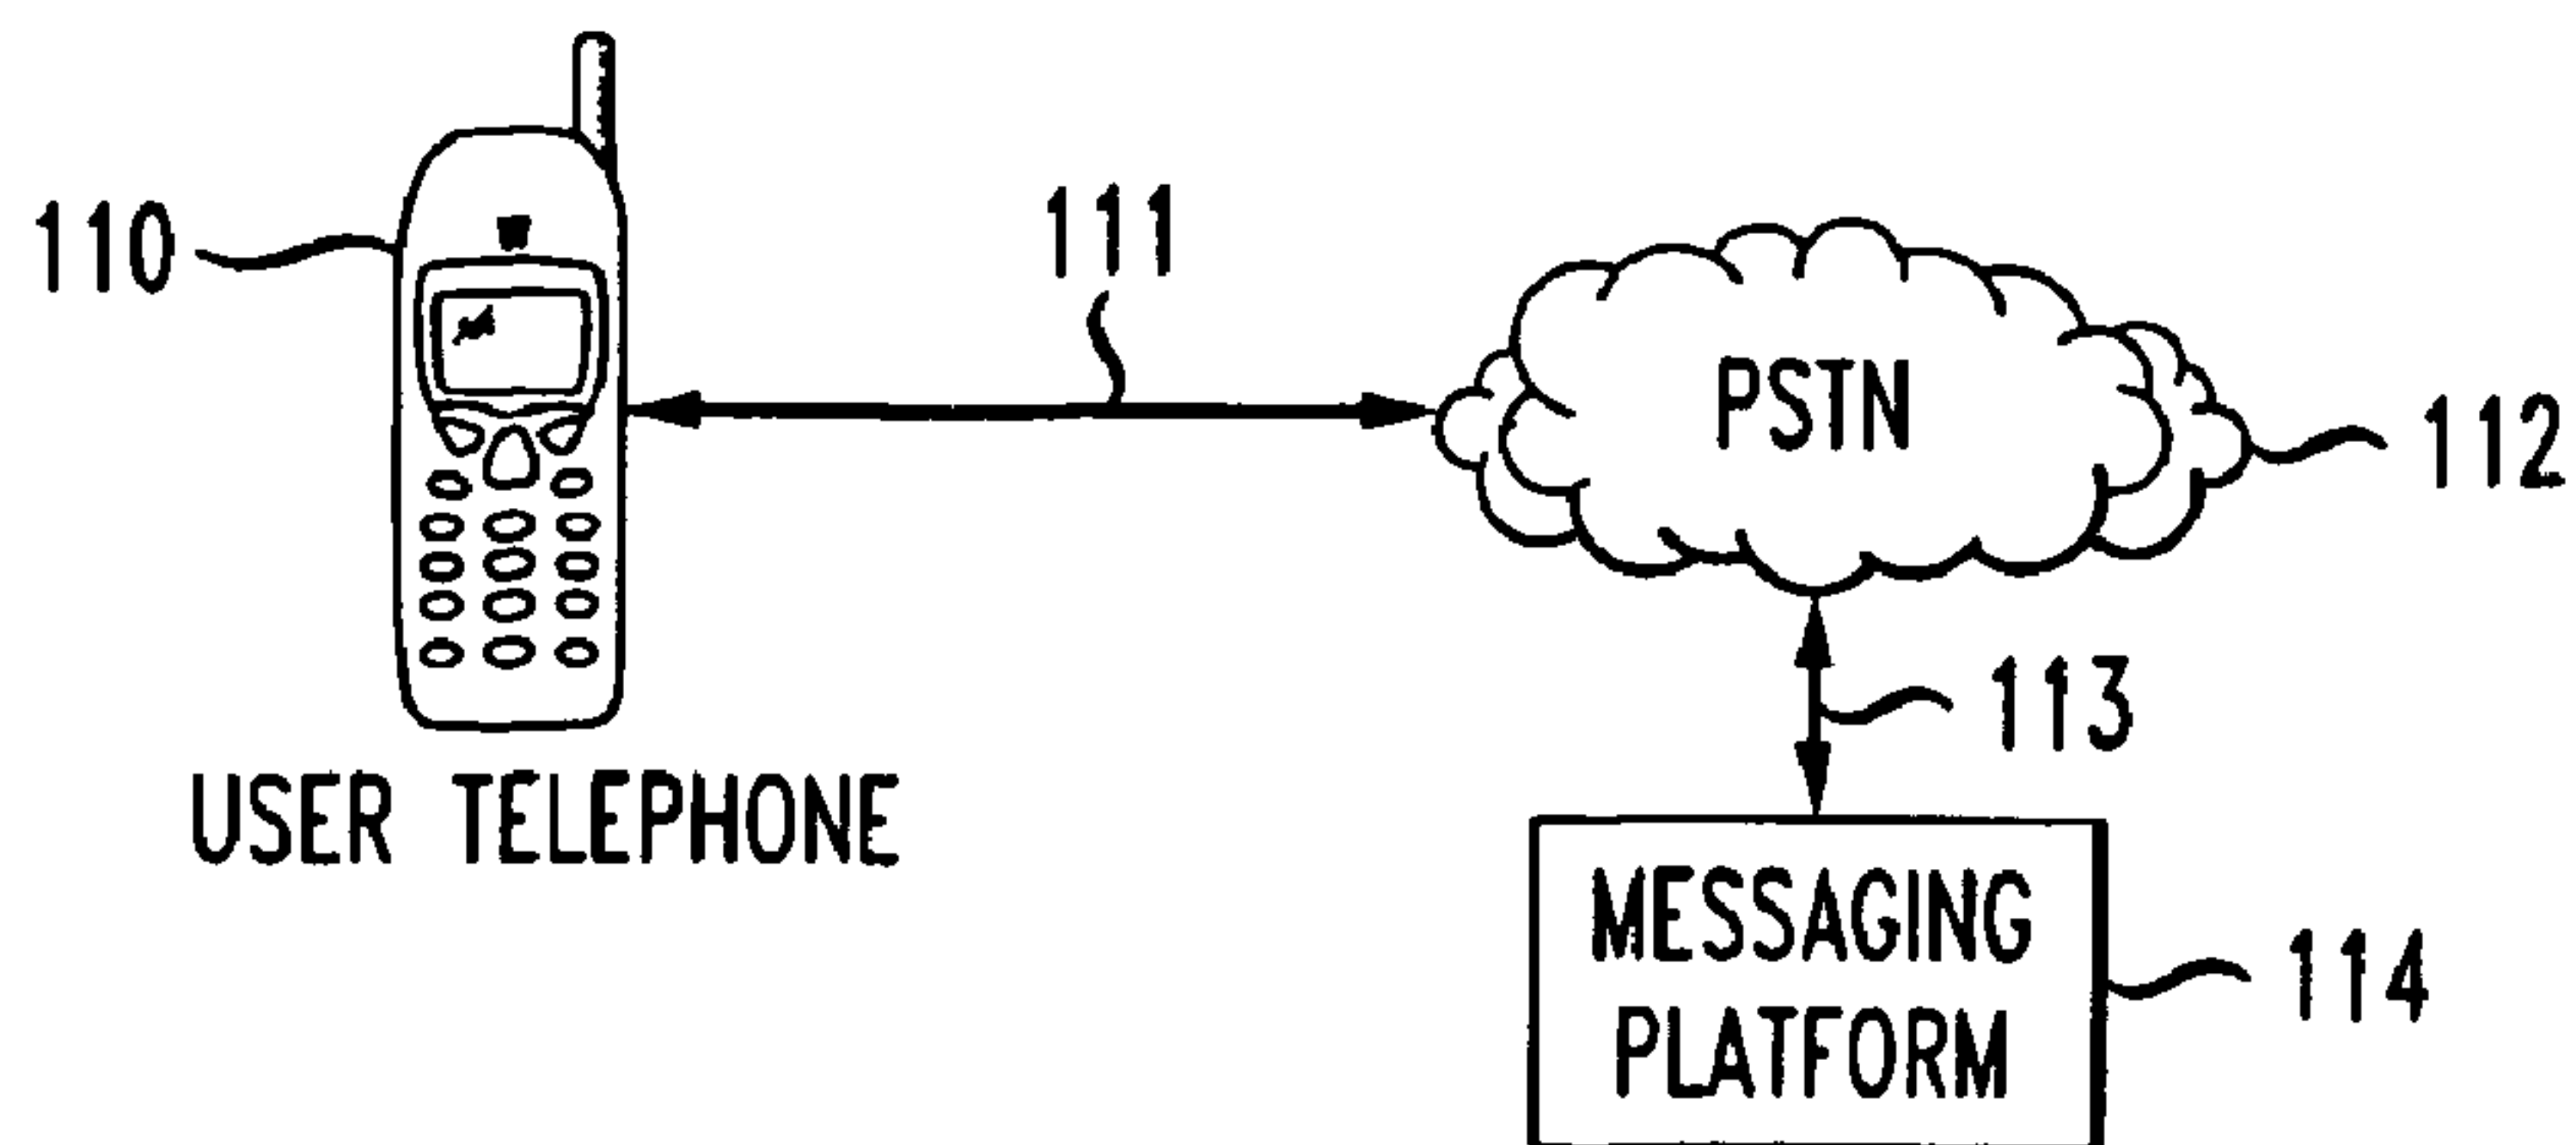 110
111
PSTN
112
113
USER TELEPHONE
MESSAGING
PLATFORM
114